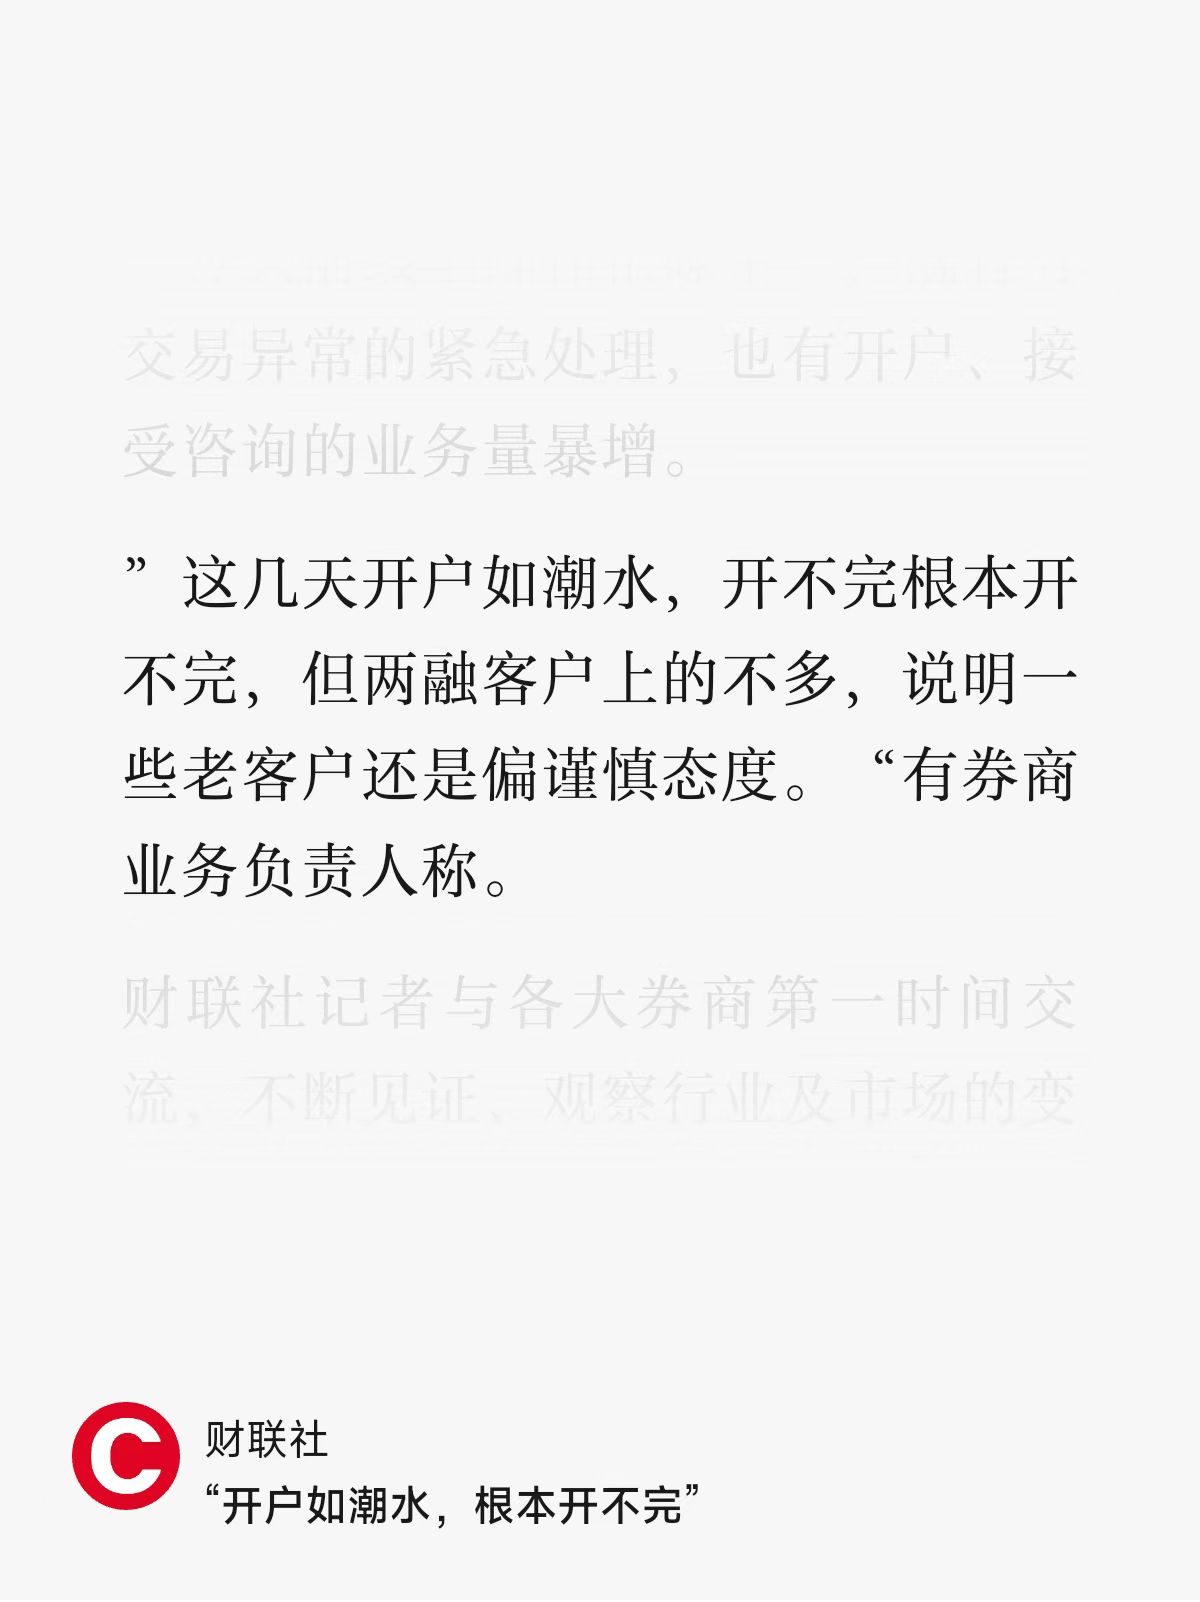 交易异常的紧急处理，也有开户、接
受咨询的业务量暴增。
”这几天开户如潮水，开不完根本开
不完，但两融客户上的不多，说明一
些老客户还是偏谨慎态度。“有券商
业务负责人称。
财联社记者与各大券商第一时间交
流，不断见证、观察行业及市场的变
C
财联社
“开户如潮水，根本开不完”